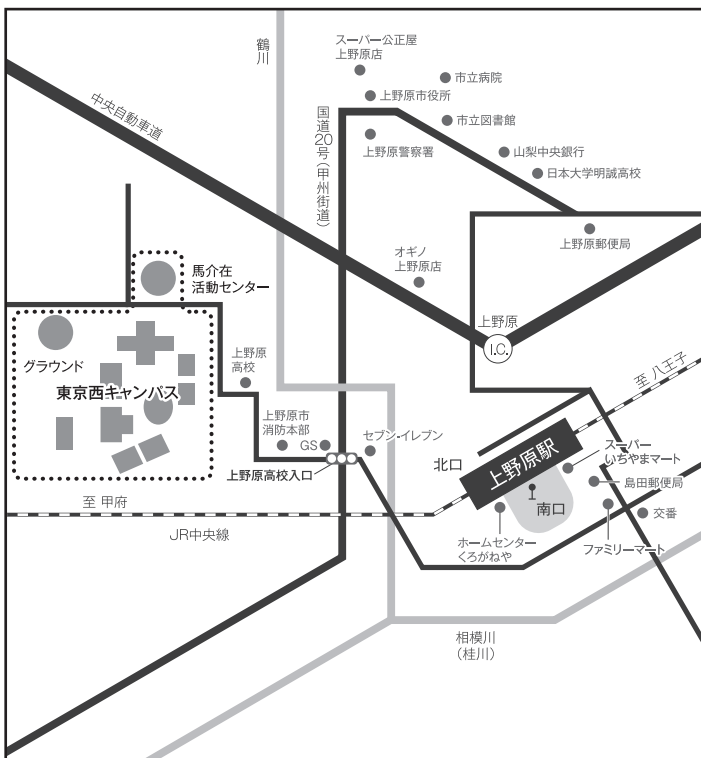 鶴川
スーパー公正屋
上野原店
市立病院
上野原市役所
中央自動車道
国道20号(甲州街道)
市立図書館
上野原警察署
山梨中央銀行
日本大学明誠高校
上野原郵便局
オギノ
上野原店
馬介在
活動センター
上野原
I.C.
グラウンド
東京西キャンパス
上野原
高校
至 八王子
上野原市
消防本部
GS
セブン-イレブン
上野原高校入口
北口
上野原駅
スーパー
いちやまマート
島田郵便局
南口
交番
至 甲府
JR中央線
ホームセンター
くろがねや
ファミリーマート
相模川
(桂川)